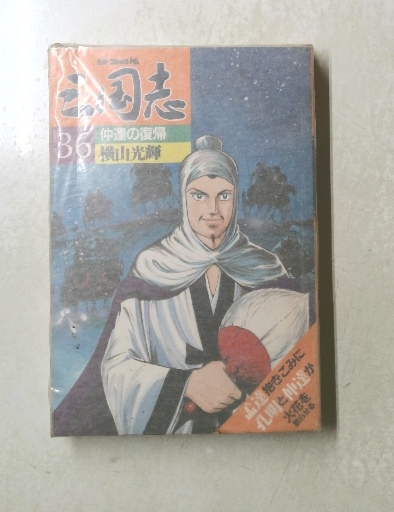 三国志
36
仲達の復帰
横山光輝
孟達抱きこみに
孔明と仲達が
火花を